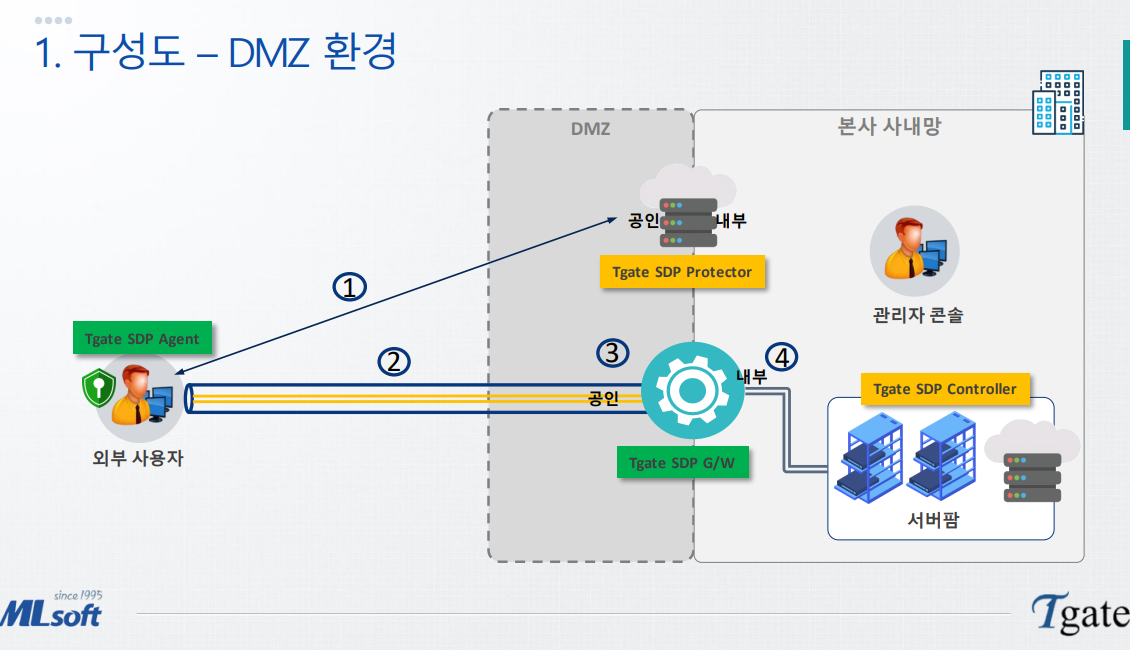 1. 구성도 – DMZ 환경
DMZ
본사 사내망
공인
내부
Tgate SDP Protector
관리자 콘솔
①
Tgate SDP Agent
②
③
④
내부
공인
Tgate SDP Controller
외부 사용자
Tgate SDP G/W
서버팜
since 1995
MLsoft
Tgate